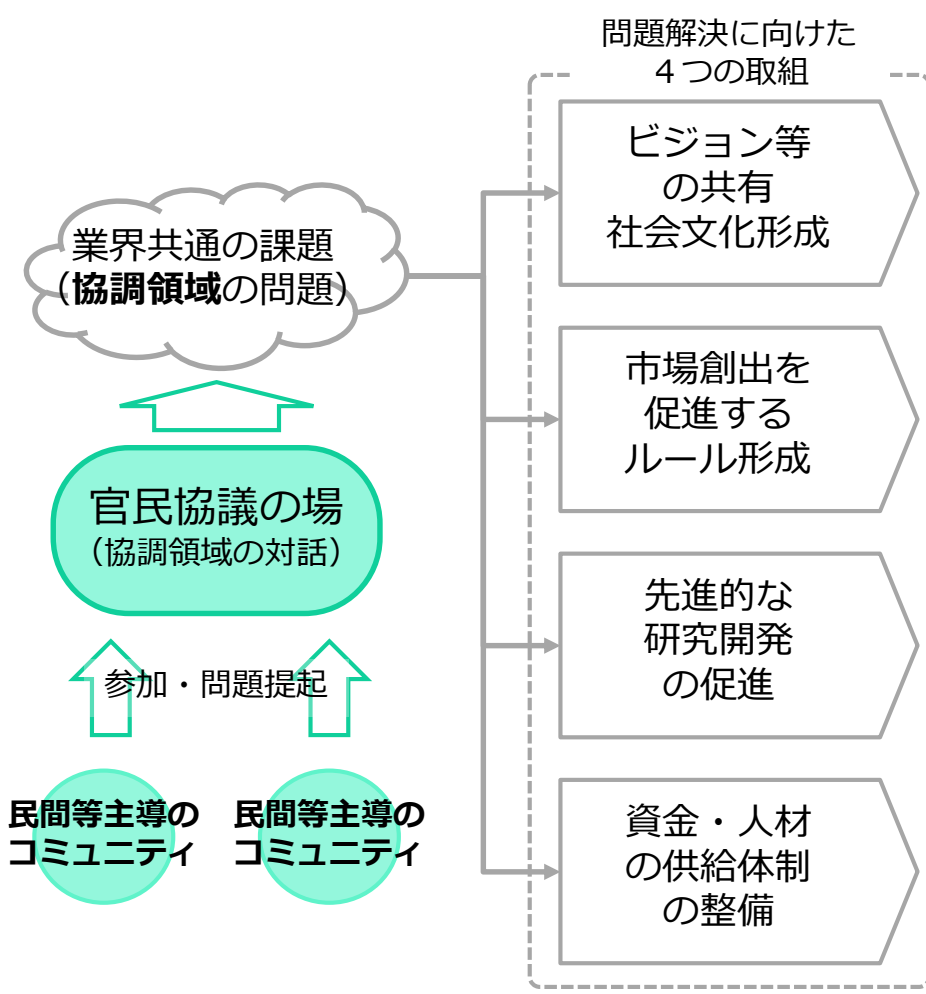 問題解決に向けた
４つの取組
ビジョン等
の共有
社会文化形成
業界共通の課題
（協調領域の問題）
市場創出を
促進する
ルール形成
官民協議の場
（協調領域の対話）
先進的な
研究開発
の促進
参加・問題提起
民間等主導の
コミュニティ
民間等主導の
コミュニティ
資金・人材
の供給体制
の整備